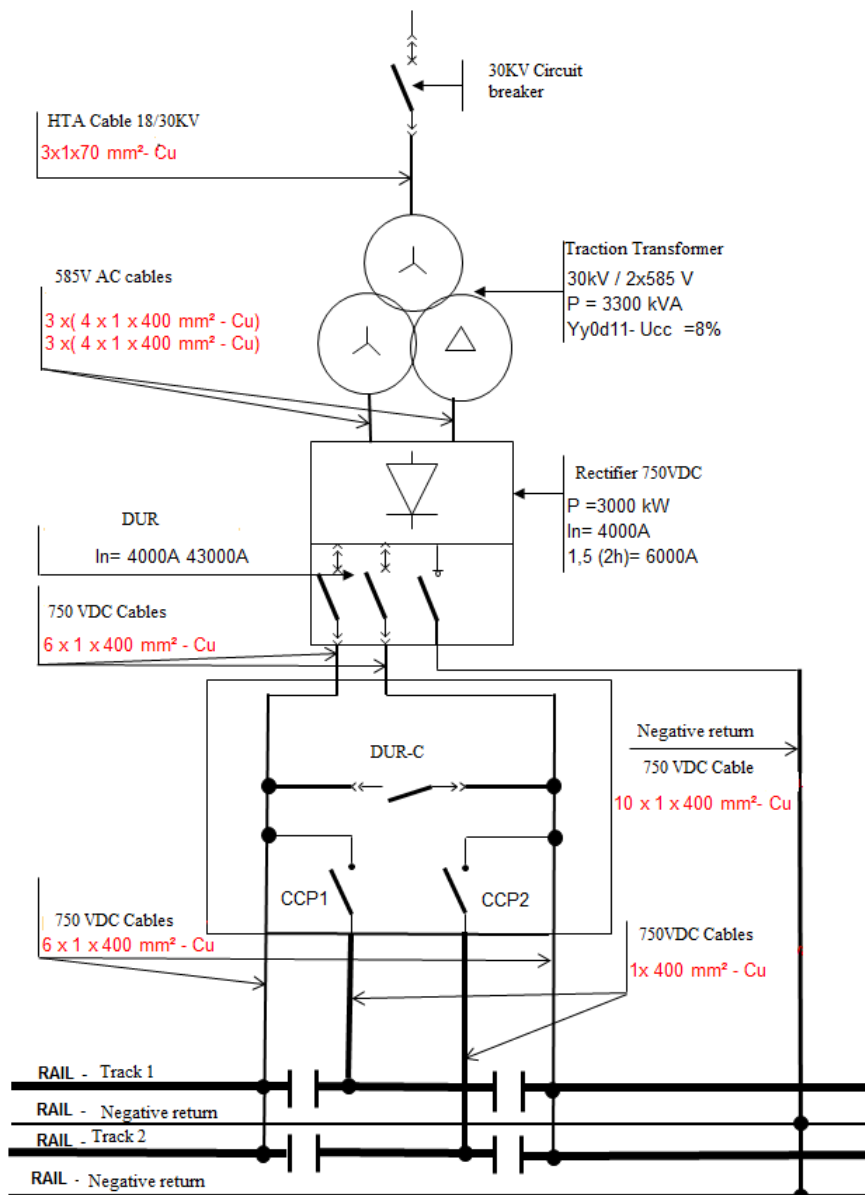 30KV Circuit
breaker
HTA Cable 18/30KV
3x1x70 mm²- Cu
Traction Transformer
30kV / 2x585 V
P = 3300 kVA
Yy0d11- Ucc =8%
585V AC cables
3 x( 4 x 1 x 400 mm² - Cu)
3 x( 4 x 1 x 400 mm² - Cu)
Rectifier 750VDC
P =3000 kW
In= 4000A
1,5 (2h)= 6000A
DUR
In= 4000A 43000A
750 VDC Cables
6 x 1 x 400 mm² - Cu
Negative return
750 VDC Cable
10 x 1 x 400 mm²- Cu
DUR-C
CCP1
CCP2
750 VDC Cables
6 x 1 x 400 mm² - Cu
750VDC Cables
1x 400 mm² - Cu
RAIL - Track 1
RAIL - Negative return
RAIL - Track 2
RAIL - Negative return